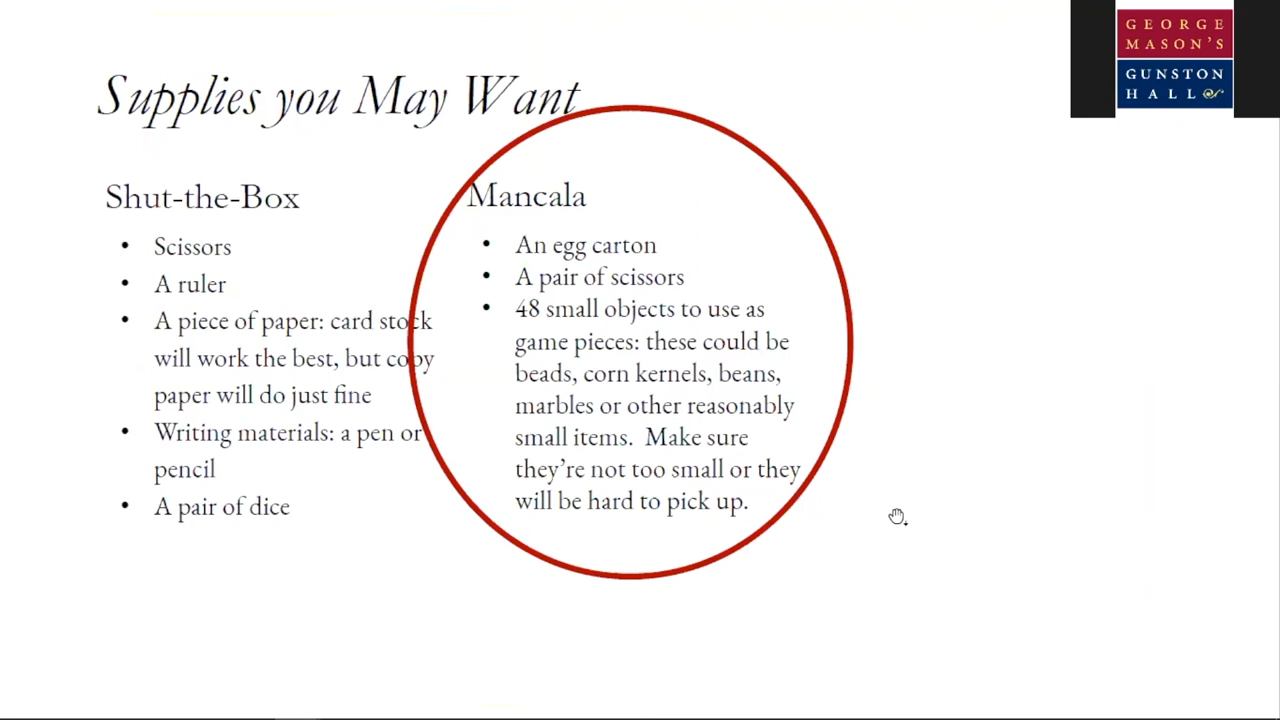 GEORGE
MASON'S
GUNSTON
HALL
Supplies you May Want
Shut-the-Box
• Scissors
• A ruler
• A piece of paper: card stock
will work the best, but copy
paper will do just fine
• Writing materials: a pen or
pencil
• A pair of dice
Mancala
• An egg carton
• A pair of scissors
• 48 small objects to use as
game pieces: these could be
beads, corn kernels, beans,
marbles or other reasonably
small items.  Make sure
they’re not too small or they
will be hard to pick up.